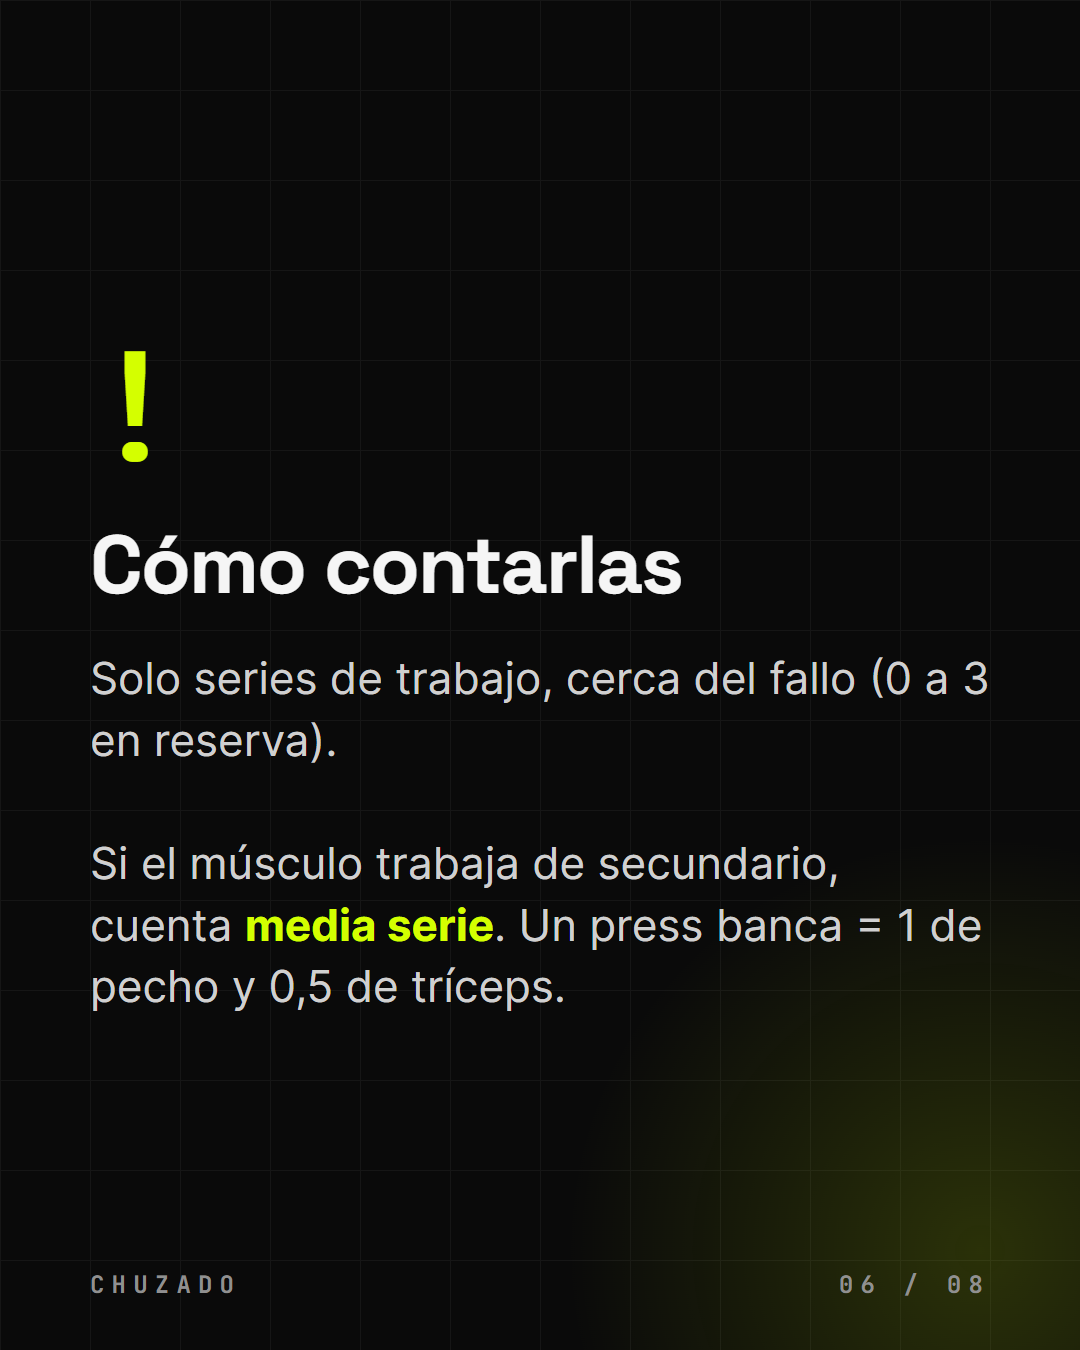 !
Cómo contarlas
Solo series de trabajo, cerca del fallo (0 a 3
en reserva).
Si el músculo trabaja de secundario,
cuenta media serie. Un press banca = 1 de
pecho y 0,5 de tríceps.
CHUZADO
06 / 08